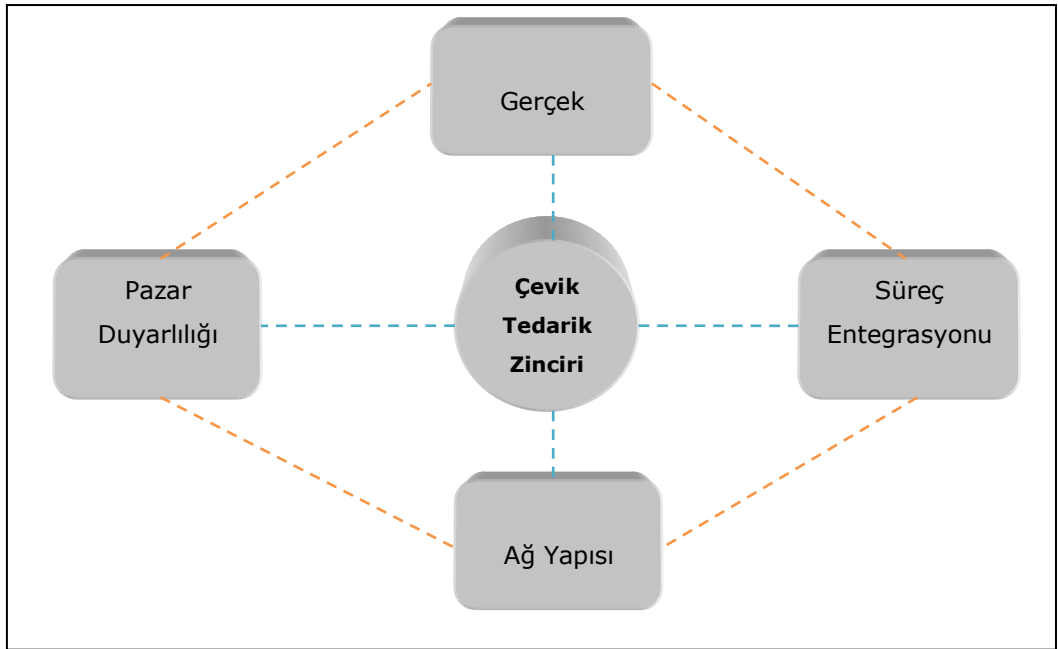 Gerçek
Pazar
Duyarlılığı
Çevik
Tedarik
Zinciri
Süreç
Entegrasyonu
Ağ Yapısı